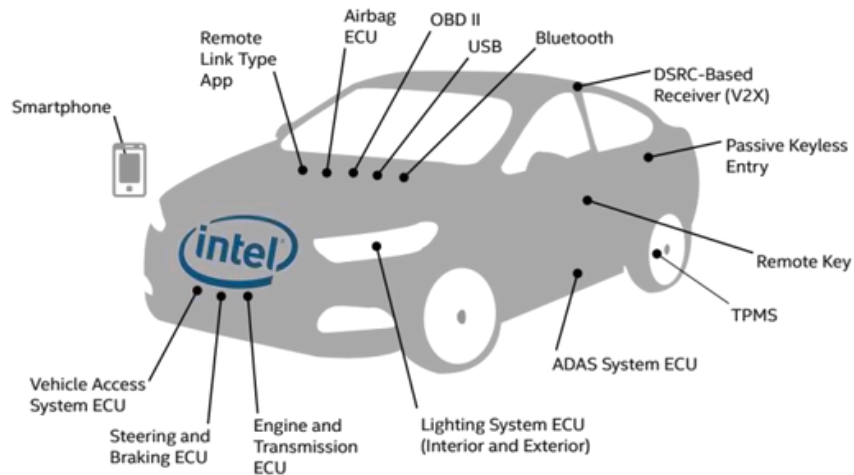 Airbag
ECU
OBD II
USB
Bluetooth
Remote
Link Type
App
DSRC-Based
Receiver (V2X)
Smartphone
Passive Keyless
Entry
intel
Remote Key
TPMS
ADAS System ECU
Vehicle Access
System ECU
Steering and
Braking ECU
Engine and
Transmission
ECU
Lighting System ECU
(Interior and Exterior)